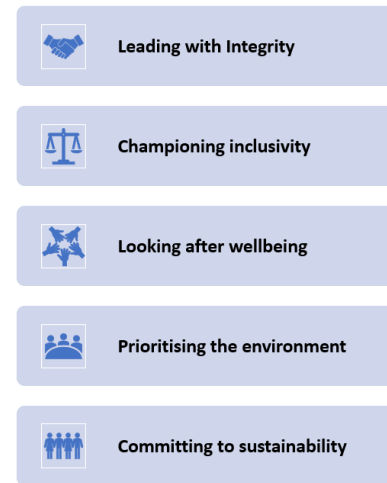 Leading with Integrity
Championing inclusivity
Looking after wellbeing
Prioritising the environment
Committing to sustainability